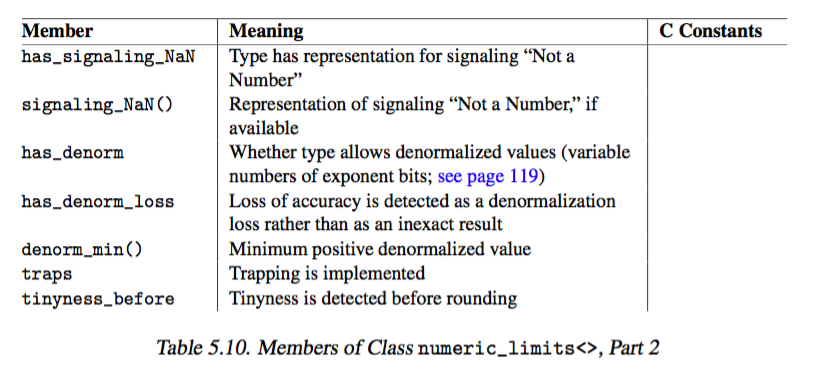 Member Meaning C Constants
has_signaling_NaN Type has representation for signaling “Not a
Number”
signaling_NaN() Representation of signaling “Not a Number,” if
available
has_denorm Whether type allows denormalized values (variable
numbers of exponent bits; see page 119)
has_denorm_loss Loss of accuracy is detected as a denormalization
loss rather than as an inexact result
denorm_min() Minimum positive denormalized value
traps Trapping is implemented
tinyness_before Tinyness is detected before rounding
Table 5.10. Members of Class numeric_limits<>, Part 2